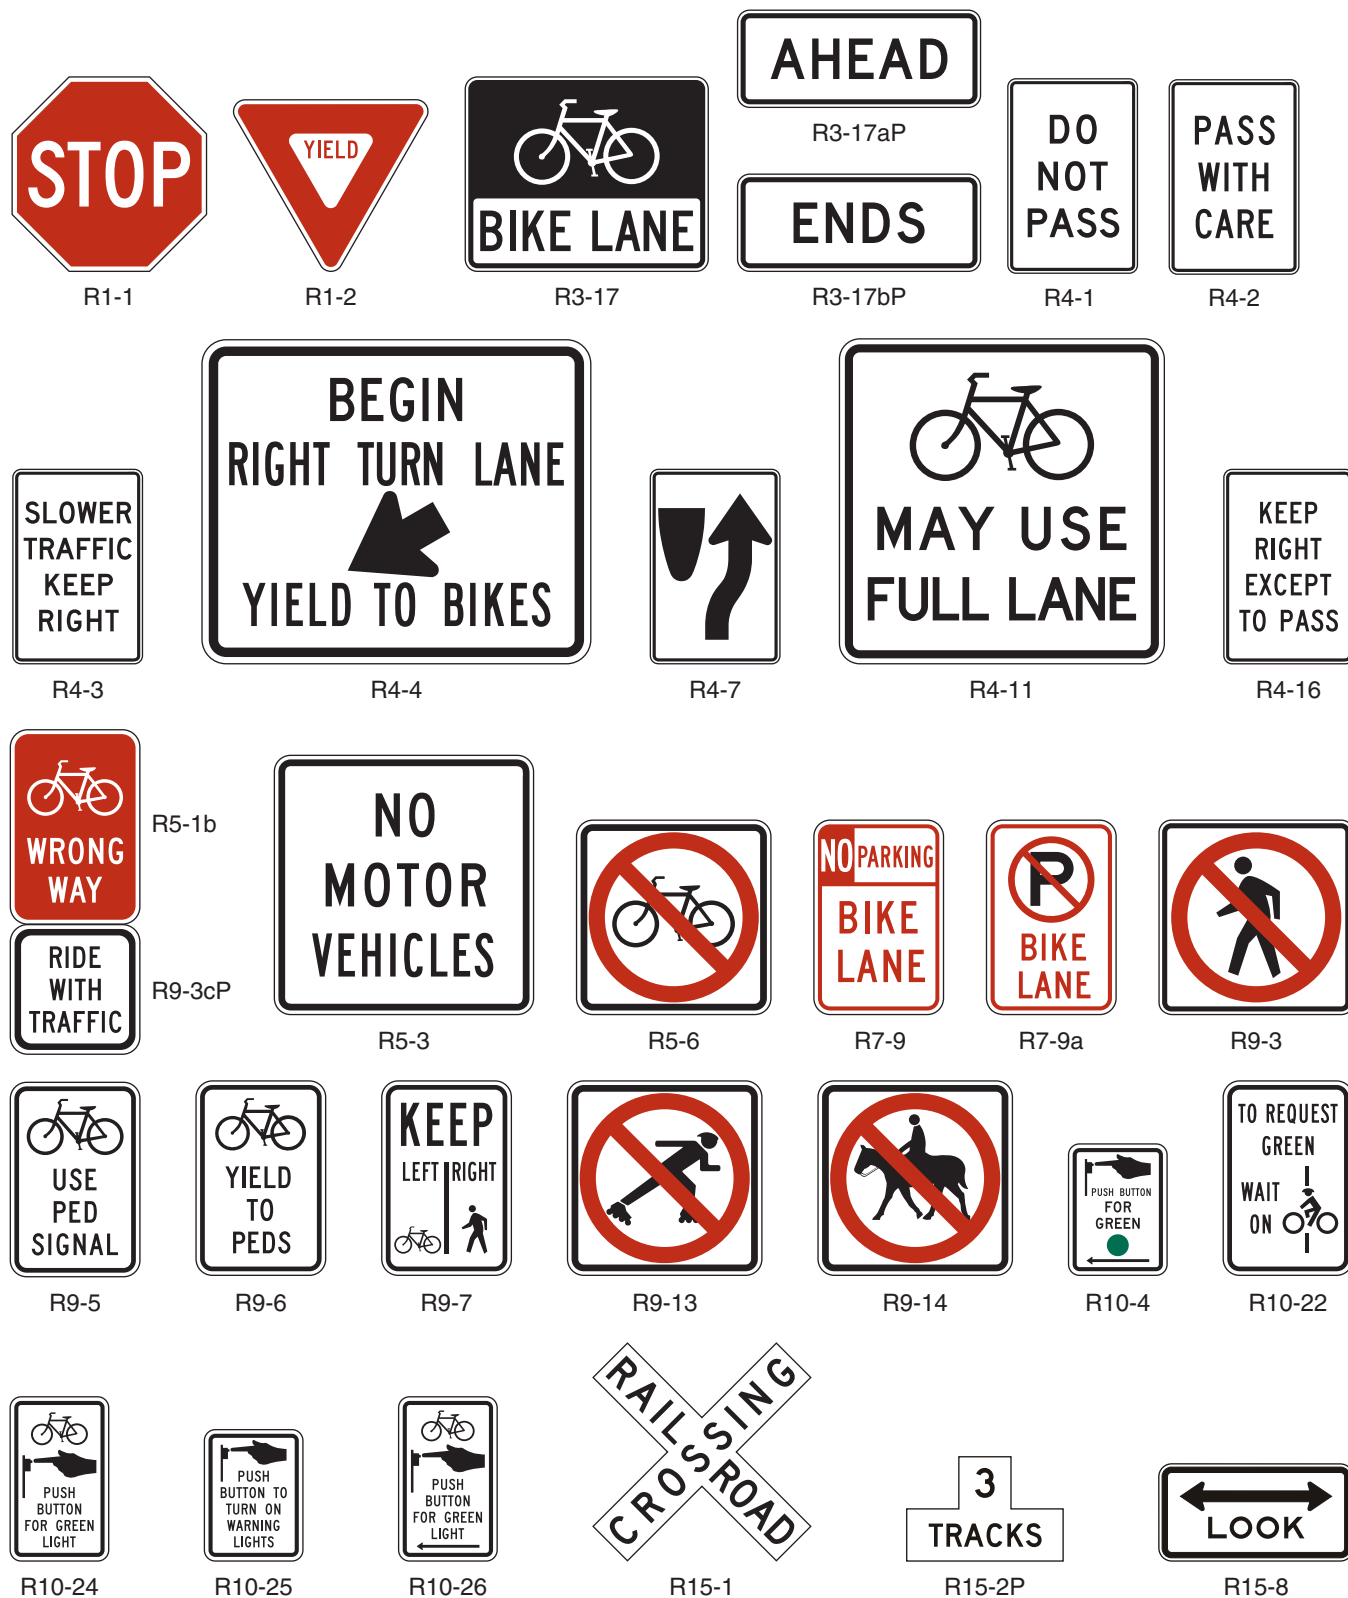 STOP
R1-1
YIELD
R1-2
BIKE LANE
R3-17
AHEAD
R3-17aP
ENDS
R3-17bP
DO
NOT
PASS
R4-1
PASS
WITH
CARE
R4-2
SLOWER
TRAFFIC
KEEP
RIGHT
R4-3
BEGIN
RIGHT TURN LANE
YIELD TO BIKES
R4-4
R4-7
MAY USE
FULL LANE
R4-11
KEEP
RIGHT
EXCEPT
TO PASS
R4-16
WRONG
WAY
R5-1b
RIDE
WITH
TRAFFIC
R9-3cP
NO
MOTOR
VEHICLES
R5-3
R5-6
NO PARKING
BIKE
LANE
R7-9
P
BIKE
LANE
R7-9a
R9-3
USE
PED
SIGNAL
R9-5
YIELD
TO
PEDS
R9-6
KEEP
LEFT RIGHT
R9-7
R9-13
R9-14
PUSH BUTTON
FOR
GREEN
R10-4
TO REQUEST
GREEN
WAIT
ON
R10-22
PUSH
BUTTON
FOR GREEN
LIGHT
R10-24
PUSH
BUTTON TO
TURN ON
WARNING
LIGHTS
R10-25
PUSH
BUTTON
FOR GREEN
LIGHT
R10-26
RAILROAD
CROSSING
R15-1
3
TRACKS
R15-2P
LOOK
R15-8